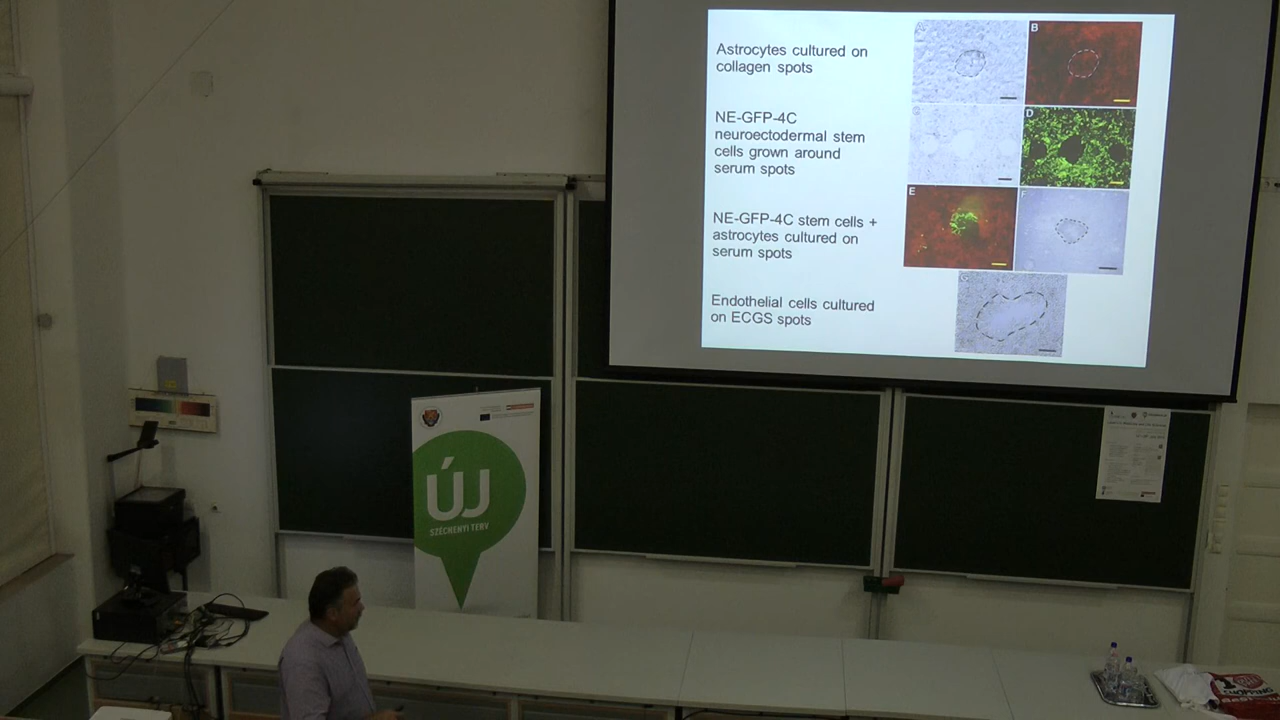 Astrocytes cultured on
collagen spots
B
NE-GFP-4C
neuroectodermal stem
cells grown around
serum spots
D
NE-GFP-4C stem cells +
astrocytes cultured on
serum spots
E
F
Endothelial cells cultured
on ECGS spots
G
ÚJ
SZÉCHENYI TERV